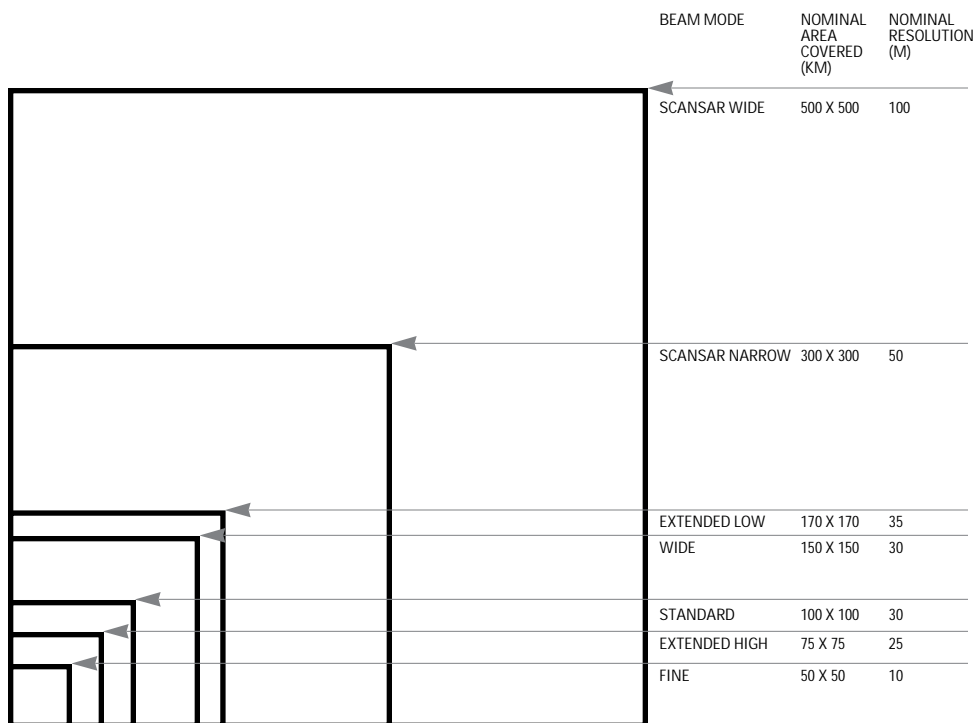 BEAM MODE NOMINAL AREA COVERED (KM) NOMINAL RESOLUTION (M)
SCANSAR WIDE 500 X 500 100
SCANSAR NARROW 300 X 300 50
EXTENDED LOW 170 X 170 35
WIDE 150 X 150 30
STANDARD 100 X 100 30
EXTENDED HIGH 75 X 75 25
FINE 50 X 50 10